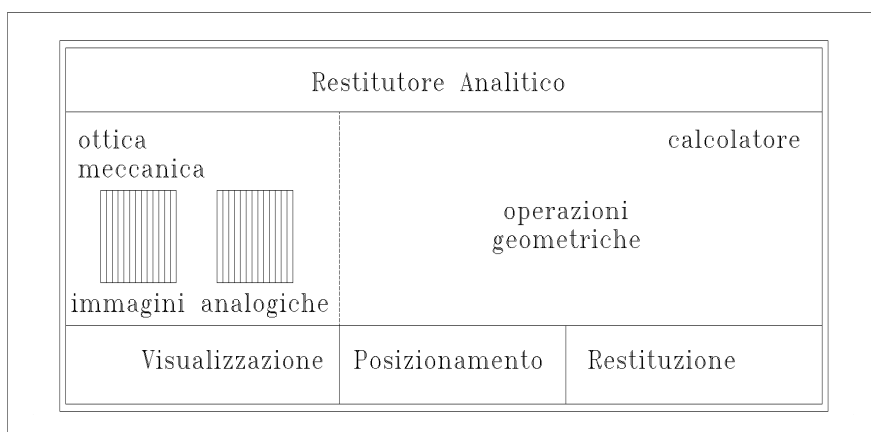 Restitutore Analitico
ottica
meccanica
calcolatore
operazioni
geometriche
immagini analogiche
Visualizzazione
Posizionamento
Restituzione